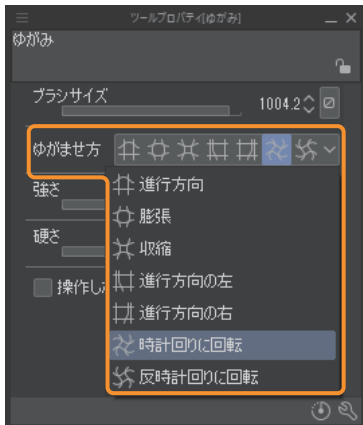 ツールプロパティ[ゆがみ]
ゆがみ
ブラシサイズ 1004.2
ゆがませ方
強さ
進行方向
膨張
硬さ
収縮
操作した
進行方向の左
進行方向の右
時計回りに回転
反時計回りに回転